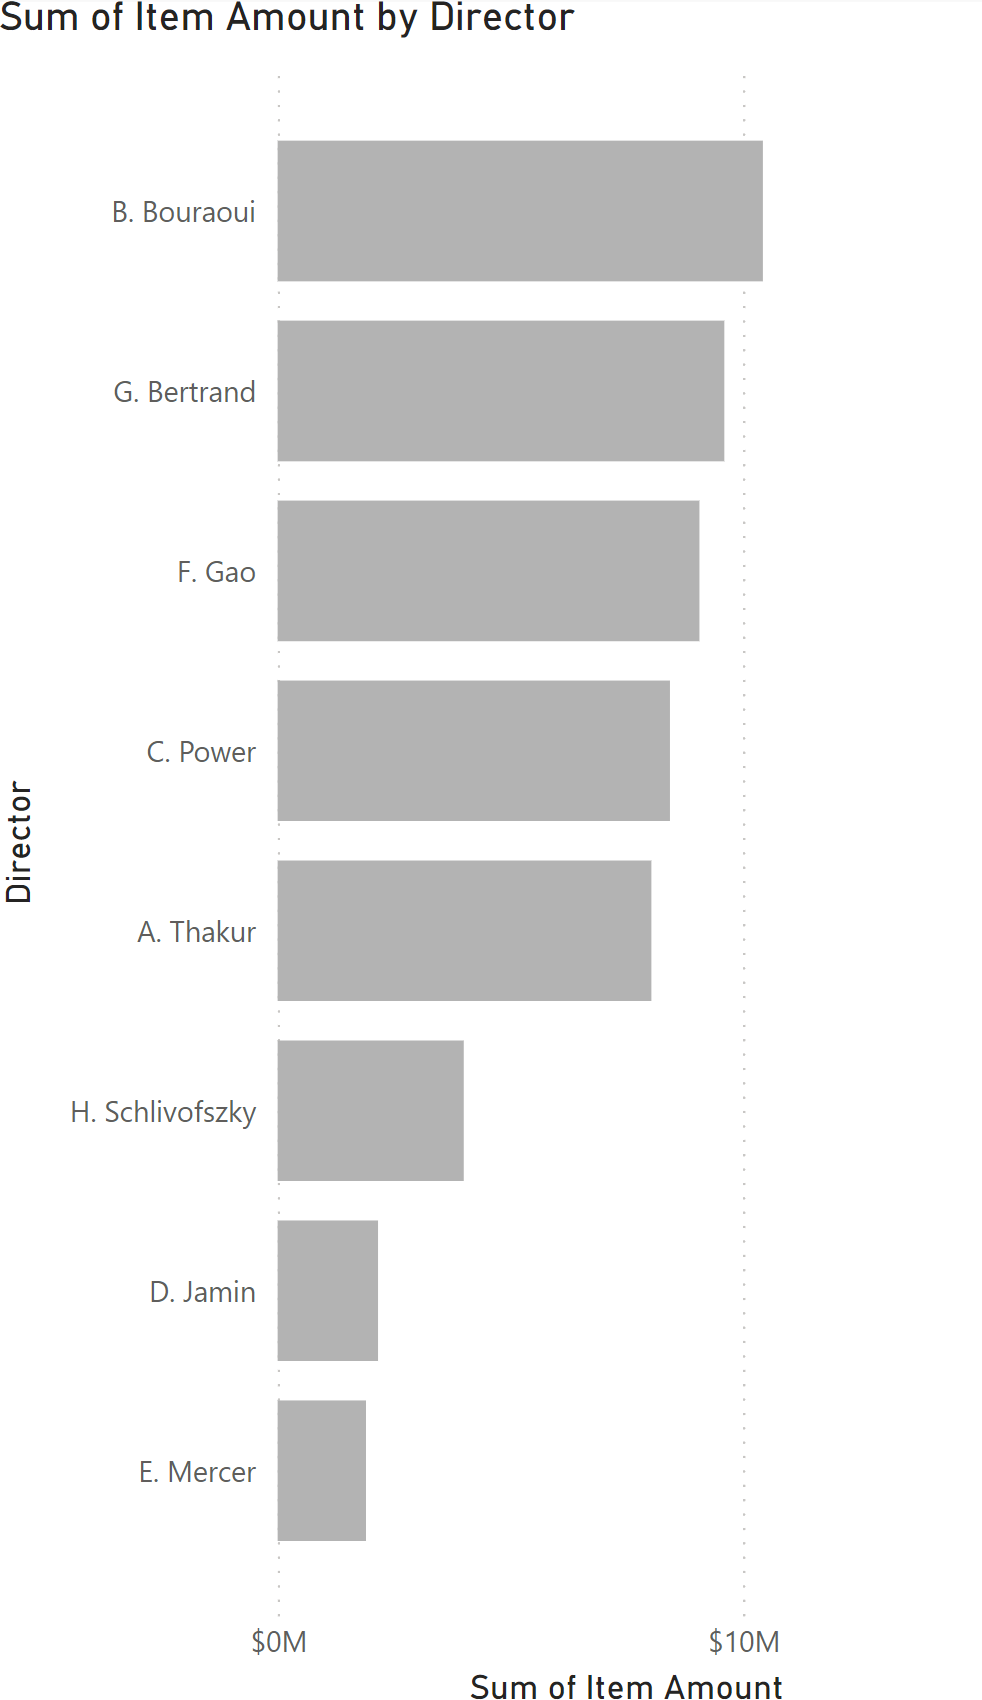 Sum of Item Amount by Director
Director
B. Bouraoui
G. Bertrand
F. Gao
C. Power
A. Thakur
H. Schlivofszky
D. Jamin
E. Mercer
$0M $10M
Sum of Item Amount